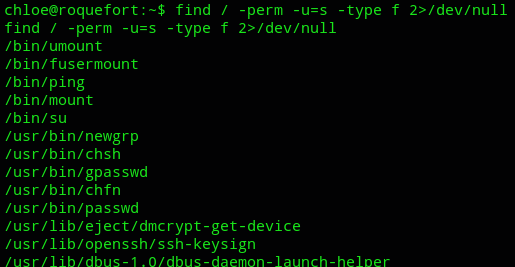 chloe@roquefort:~$ find / -perm -u=s -type f 2>/dev/null
find / -perm -u=s -type f 2>/dev/null
/bin/umount
/bin/fusermount
/bin/ping
/bin/mount
/bin/su
/usr/bin/newgrp
/usr/bin/chsh
/usr/bin/gpasswd
/usr/bin/chfn
/usr/bin/passwd
/usr/lib/eject/dmcrypt-get-device
/usr/lib/openssh/ssh-keysign
/usr/lib/dbus-1.0/dbus-daemon-launch-helper